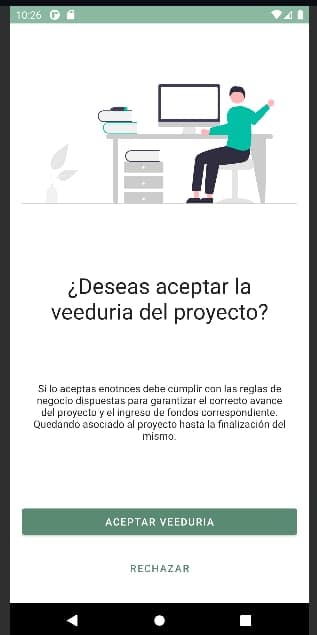 10:26
¿Deseas aceptar la
veeduria del proyecto?
Si lo aceptas enotnces debe cumplir con las reglas de
negocio dispuestas para garantizar el correcto avance
del proyecto y el ingreso de fondos correspondiente.
Quedando asociado al proyecto hasta la finalización del
mismo.
ACEPTAR VEEDURIA
RECHAZAR